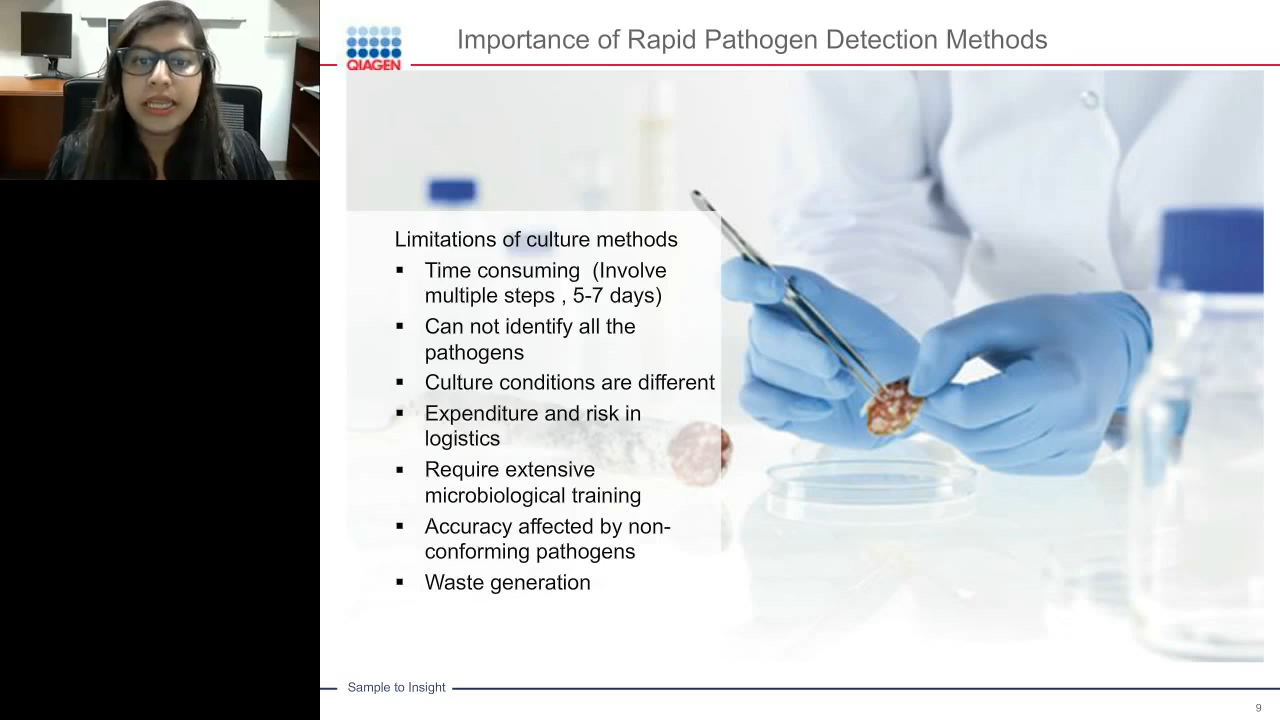 QIAGEN
Importance of Rapid Pathogen Detection Methods
Limitations of culture methods
▪ Time consuming  (Involve
multiple steps , 5-7 days)
▪ Can not identify all the
pathogens
▪ Culture conditions are different
▪ Expenditure and risk in
logistics
▪ Require extensive
microbiological training
▪ Accuracy affected by non-
conforming pathogens
▪ Waste generation
Sample to Insight
9